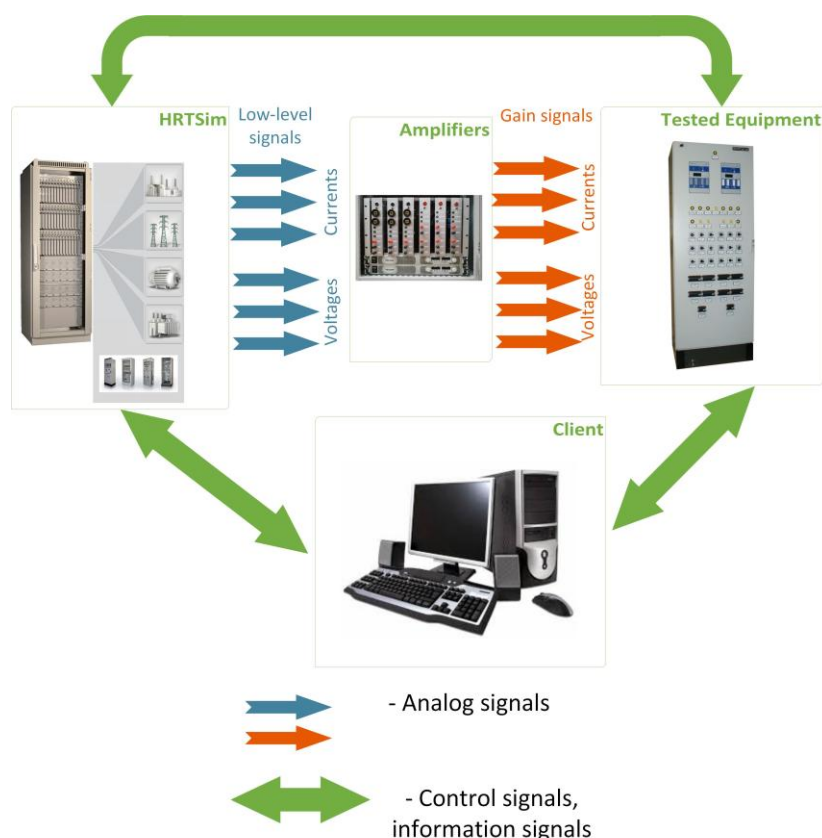 HRTSim
Low-level
signals
Currents
Voltages
Amplifiers
Gain signals
Currents
Voltages
Tested Equipment
Client
- Analog signals
- Control signals,
information signals